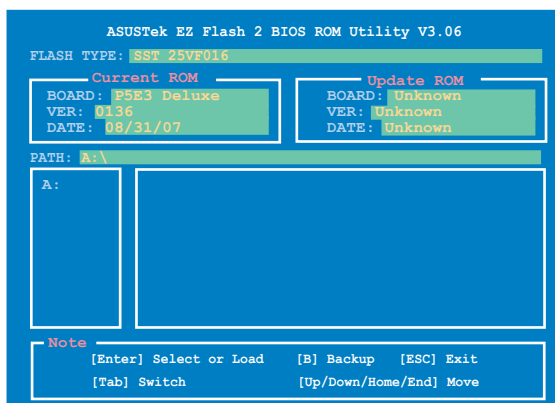 ASUSTek EZ Flash 2 BIOS ROM Utility V3.06
FLASH TYPE: SST 25VF016
Current ROM
BOARD: P5E3 Deluxe
VER: 0136
DATE: 08/31/07
Update ROM
BOARD: Unknown
VER: Unknown
DATE: Unknown
PATH: A:\
A:
Note
[Enter] Select or Load [B] Backup [ESC] Exit
[Tab] Switch [Up/Down/Home/End] Move